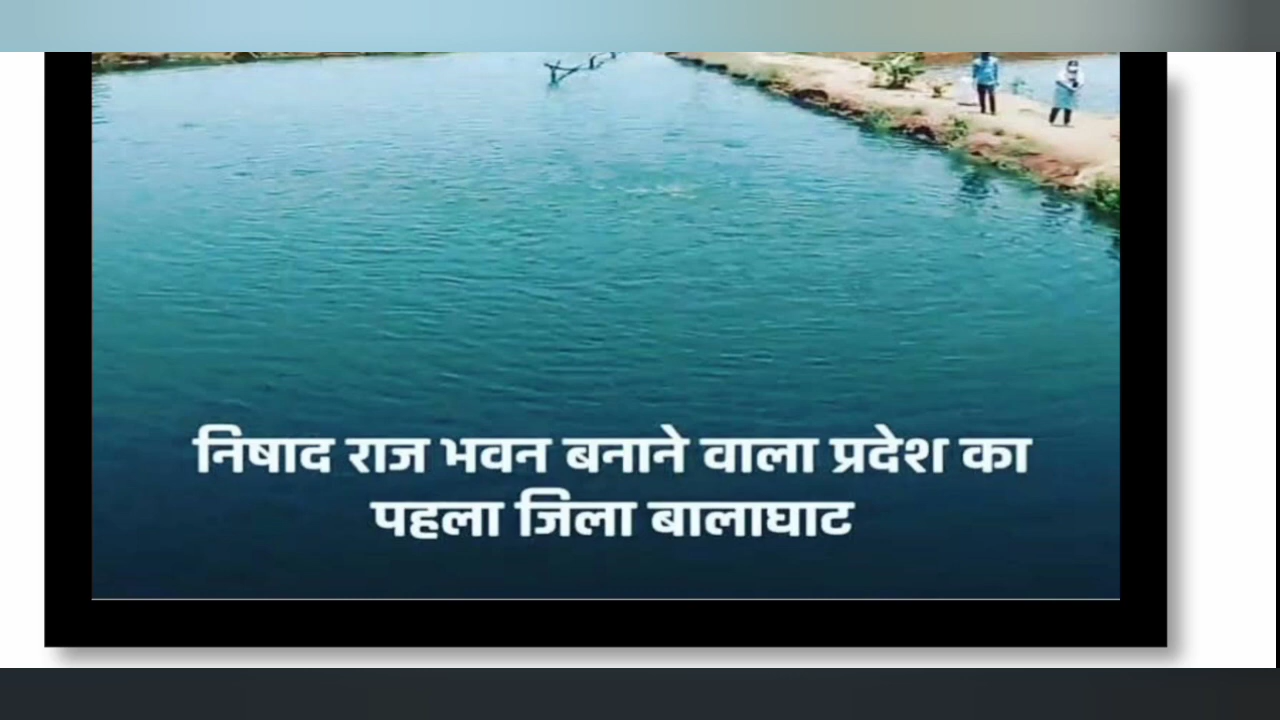 निषाद राज भवन बनाने वाला प्रदेश का
पहला जिला बालाघाट